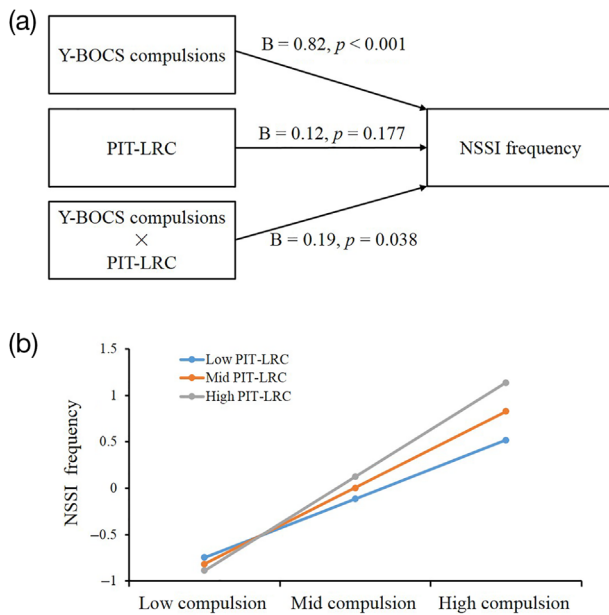 (a)
Y-BOCS compulsions
B = 0.82, p < 0.001
PIT-LRC
B = 0.12, p = 0.177
NSSI frequency
Y-BOCS compulsions
×
PIT-LRC
B = 0.19, p = 0.038
(b)
1.5
1
0.5
0
−0.5
−1
NSSI frequency
Low PIT-LRC
Mid PIT-LRC
High PIT-LRC
Low compulsion
Mid compulsion
High compulsion